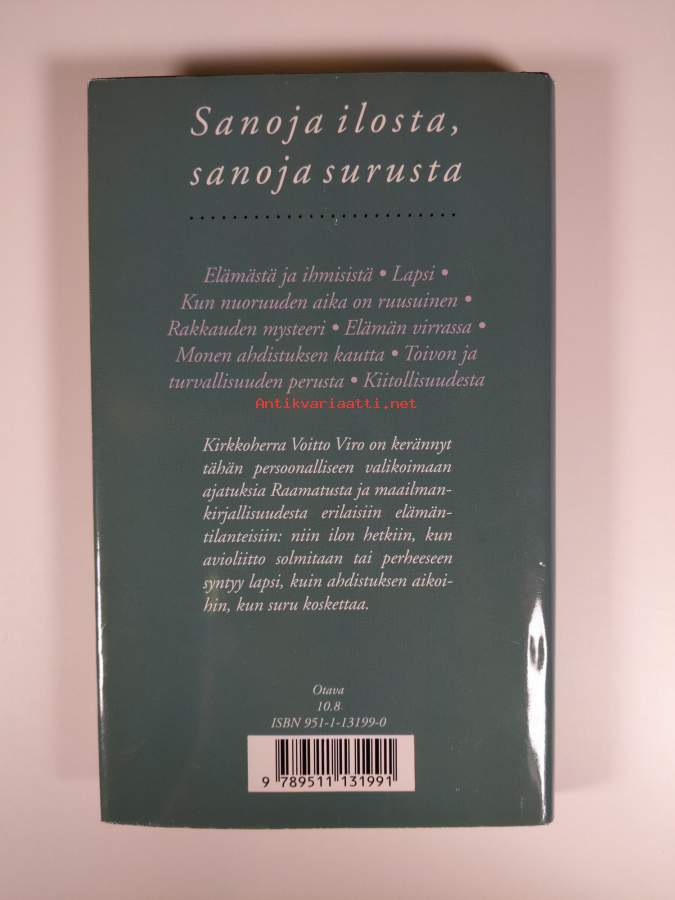 Sanoja ilosta,
sanoja surusta
Elämästä ja ihmisistä • Lapsi •
Kun nuoruuden aika on ruusuinen •
Rakkauden mysteeri • Elämän virrassa •
Monen ahdistuksen kautta • Toivon ja
turvallisuuden perusta • Kiitollisuudesta
Antikvariaatti.net
Kirkkoherra Voitto Viro on kerännyt
tähän persoonalliseen valikoimaan
ajatuksia Raamatusta ja maailman-
kirjallisuudesta erilaisiin elämän-
tilanteisiin: niin ilon hetkiin, kun
avioliitto solmitaan tai perheeseen
syntyy lapsi, kuin ahdistuksen aikoi-
hin, kun suru koskettaa.
Otava
10.8
ISBN 951-1-13199-0
9 789511 131991